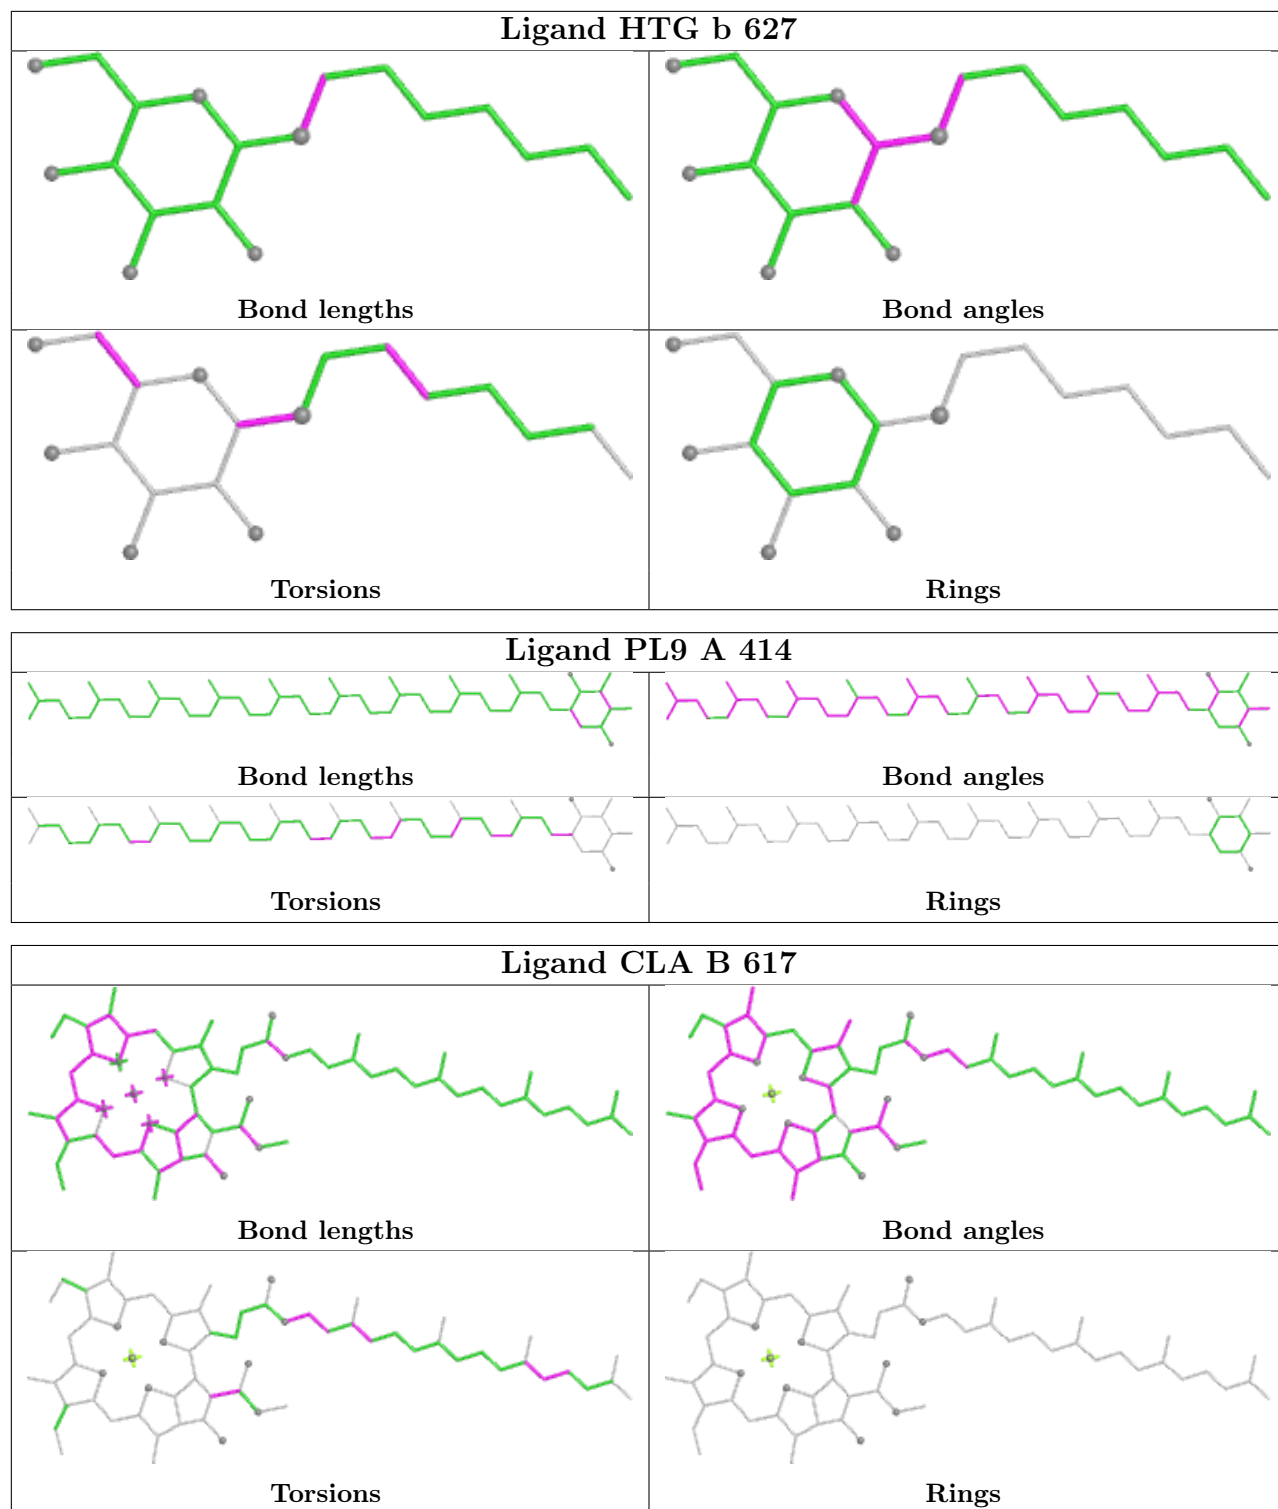 Ligand HTG b 627
Bond lengths
Bond angles
Torsions
Rings
Ligand PL9 A 414
Bond lengths
Bond angles
Torsions
Rings
Ligand CLA B 617
Bond lengths
Bond angles
Torsions
Rings